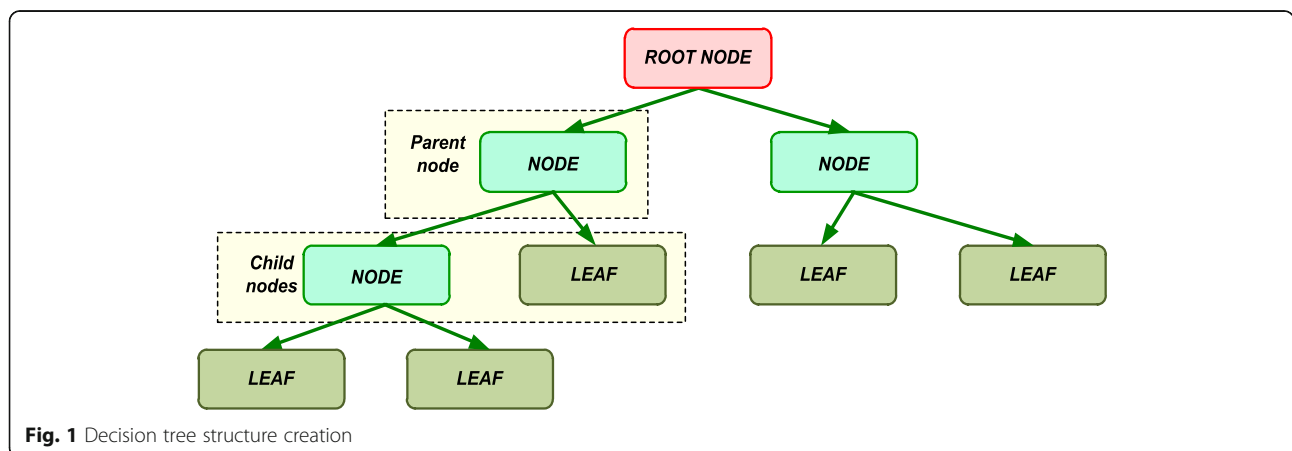 ROOT NODE
Parent
node
NODE
NODE
Child
nodes
NODE
LEAF
LEAF
LEAF
LEAF
LEAF
Fig. 1 Decision tree structure creation